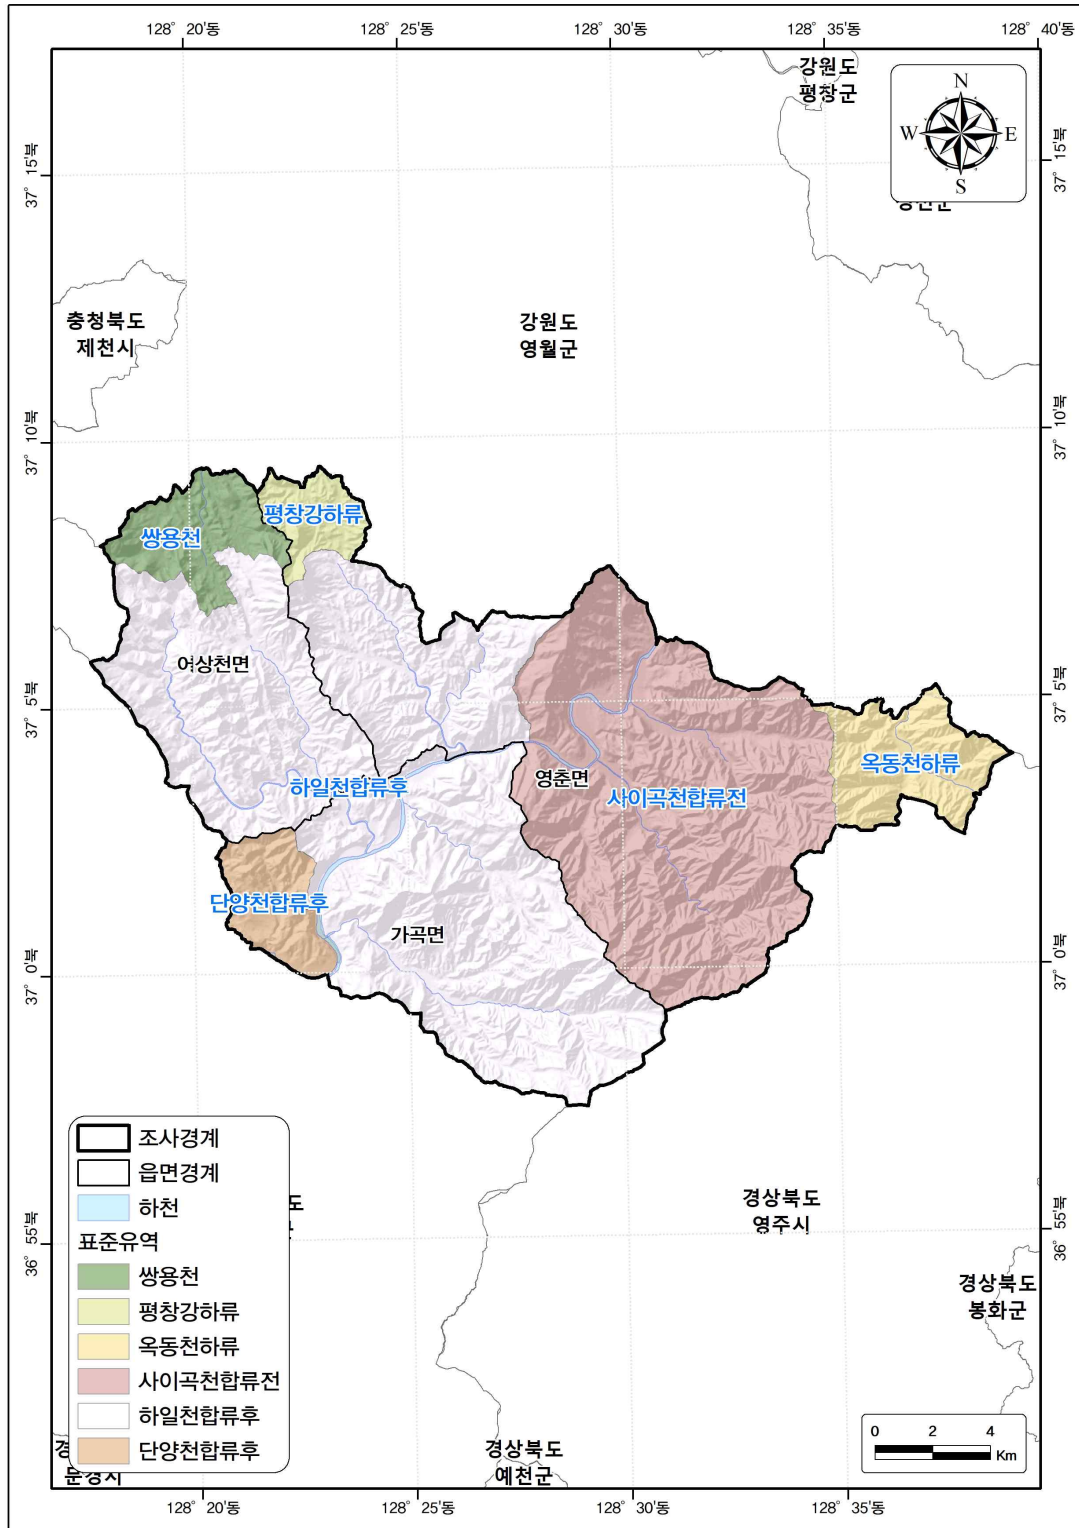 128° 20'동
128° 25'동
128° 30'동
128° 35'동
128° 40'동
강원도
평창군
N
W
E
S
37° 15'북
37° 15'북
충청북도
제천시
강원도
영월군
37° 10'북
37° 10'북
쌍용천
평창강하류
어상천면
37° 5'북
37° 5'북
하일천합류후
영춘면
사이곡천합류전
옥동천하류
단양천합류후
가곡면
37° 0'북
37° 0'북
조사경계
읍면경계
하천
표준유역
쌍용천
평창강하류
옥동천하류
사이곡천합류전
하일천합류후
단양천합류후
도
36° 55'북
36° 55'북
경상북도
영주시
경상북도
봉화군
경상북도
예천군
문경시
0 2 4
Km
128° 20'동
128° 25'동
128° 30'동
128° 35'동